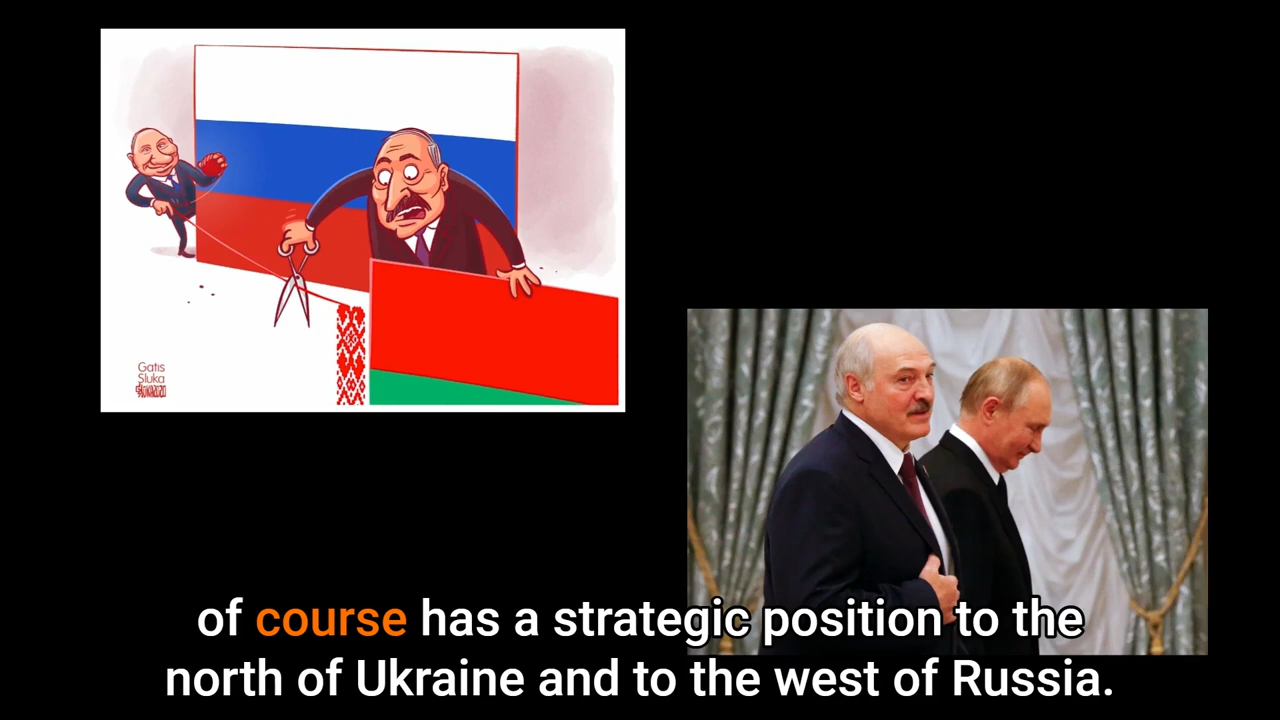 Gatis
Sluka
of course has a strategic position to the
north of Ukraine and to the west of Russia.